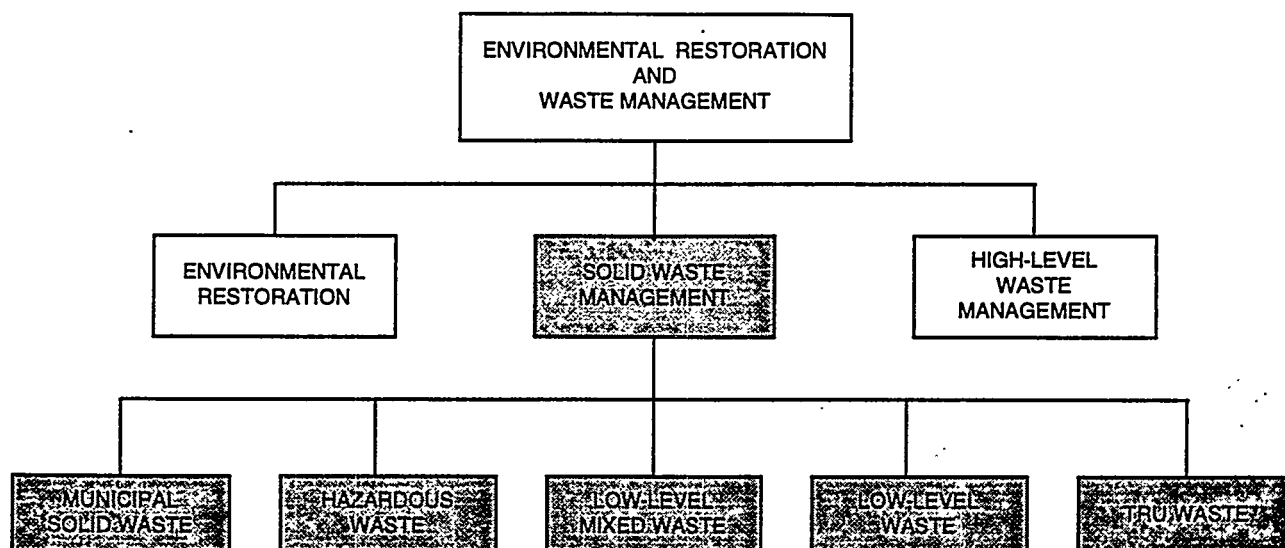 ENVIRONMENTAL RESTORATION
AND
WASTE MANAGEMENT
ENVIRONMENTAL
RESTORATION
SOLID WASTE
MANAGEMENT
HIGH-LEVEL
WASTE
MANAGEMENT
MUNICIPAL
SOLID WASTE
HAZARDOUS
WASTE
LOW-LEVEL
MIXED WASTE
LOW-LEVEL
WASTE
TRU WASTE